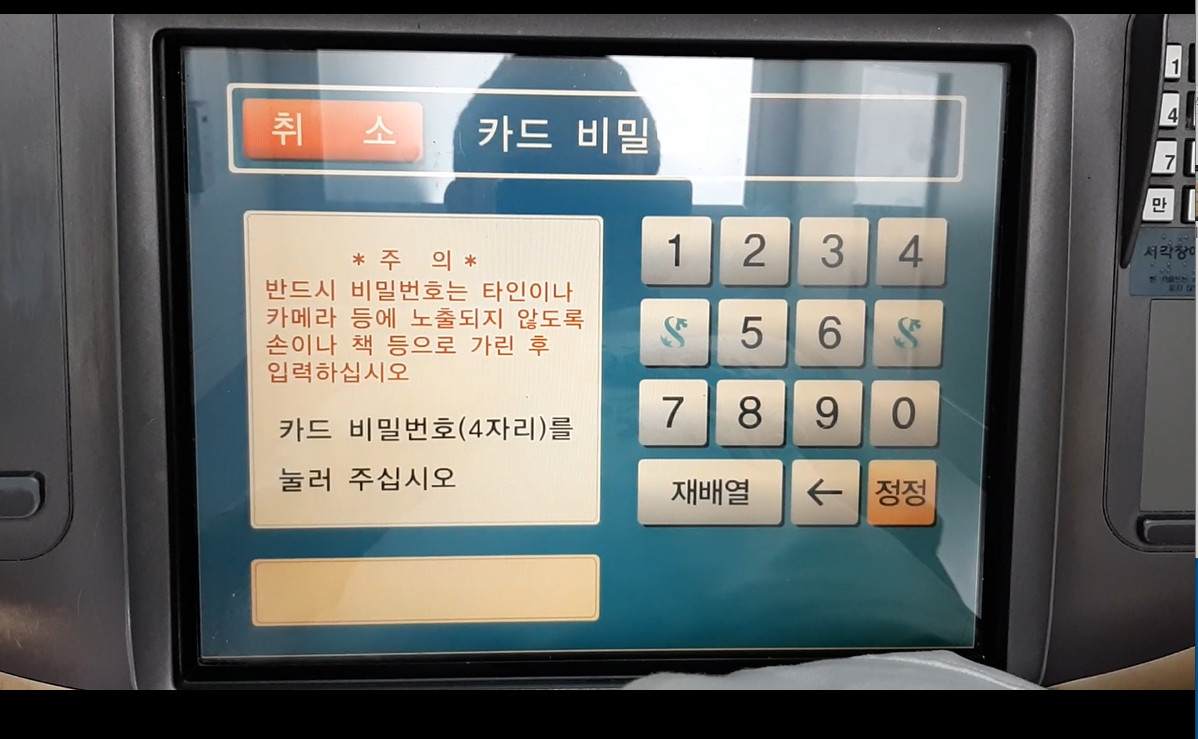 취 소 카드 비밀
* 주 의 *
반드시 비밀번호는 타인이나
카메라 등에 노출되지 않도록
손이나 책 등으로 가린 후
입력하십시오
카드 비밀번호(4자리)를
눌러 주십시오
1 2 3 4
5 6
7 8 9 0
재배열 ← 정정
1
4
7
만